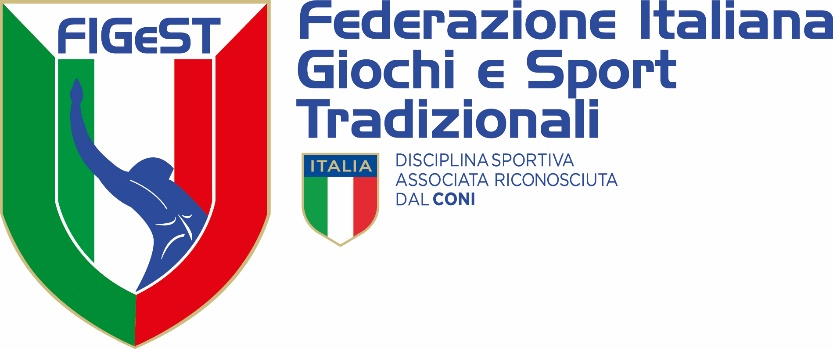 FIGeST
Federazione Italiana
Giochi e Sport
Tradizionali
ITALIA
DISCIPLINA SPORTIVA
ASSOCIATA RICONOSCIUTA
DAL CONI